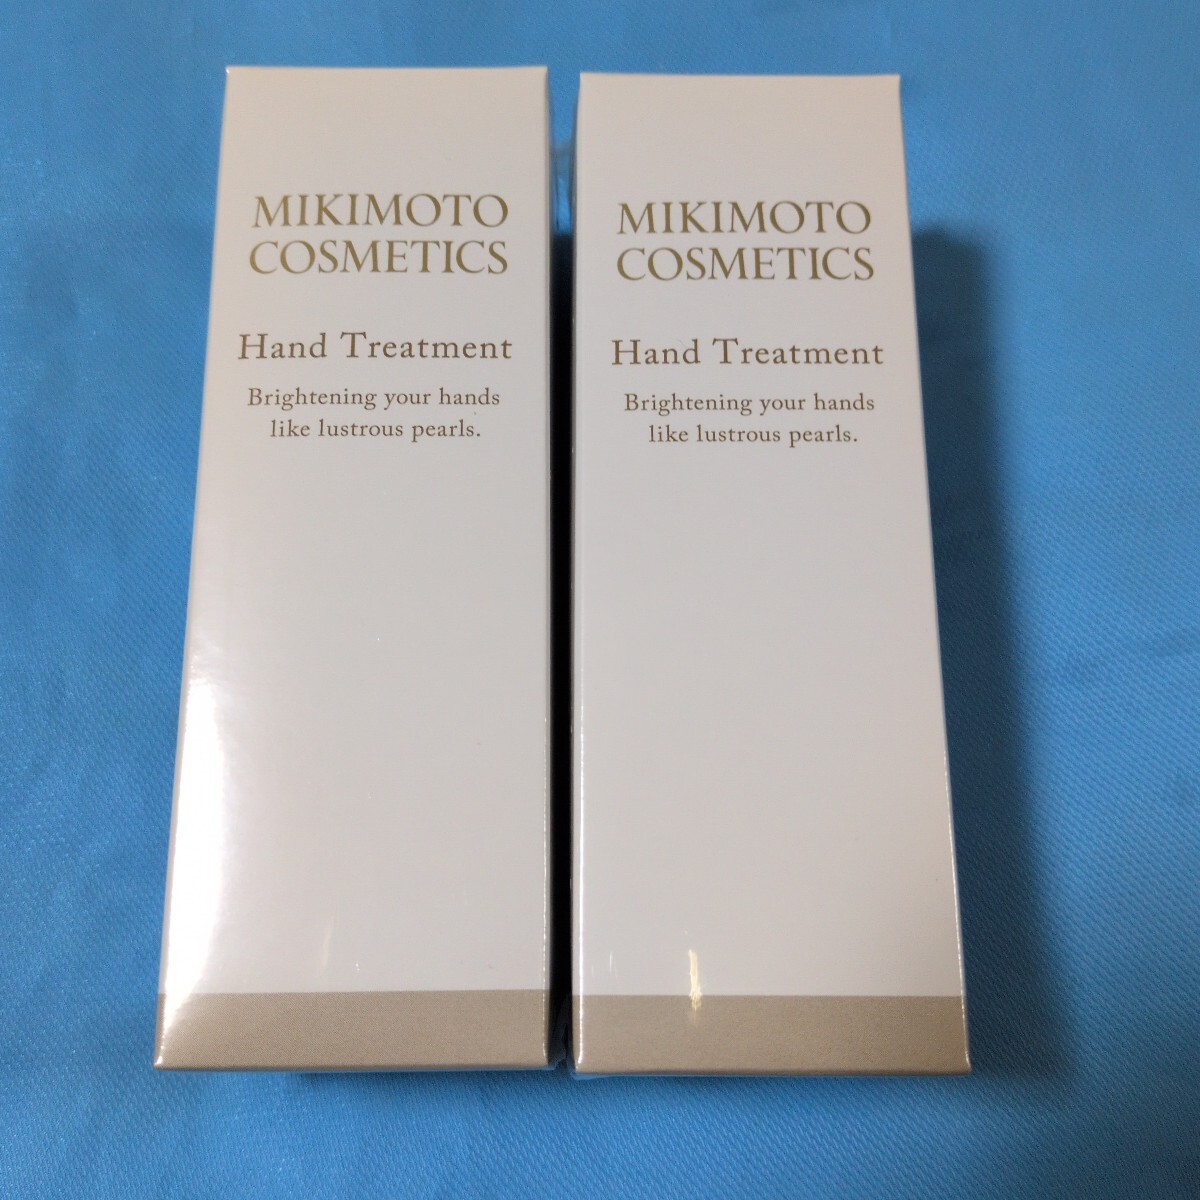 MIKIMOTO
COSMETICS
Hand Treatment
Brightening your hands
like lustrous pearls.
MIKIMOTO
COSMETICS
Hand Treatment
Brightening your hands
like lustrous pearls.